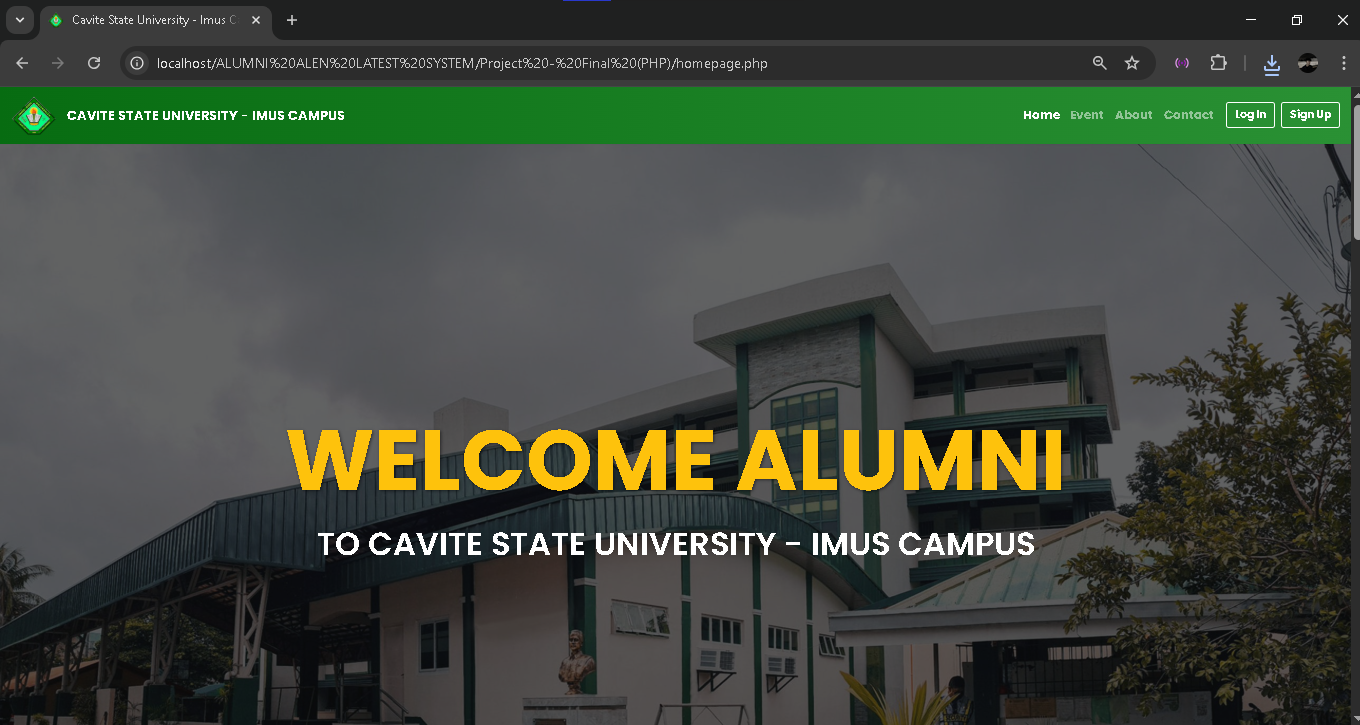 Cavite State University - Imus C
localhost/ALUMNI%20ALEN%20LATEST%20SYSTEM/Project%20-%20Final%20(PHP)/homepage.php
CAVITE STATE UNIVERSITY - IMUS CAMPUS
Home Event About Contact Log In Sign Up
WELCOME ALUMNI
TO CAVITE STATE UNIVERSITY - IMUS CAMPUS